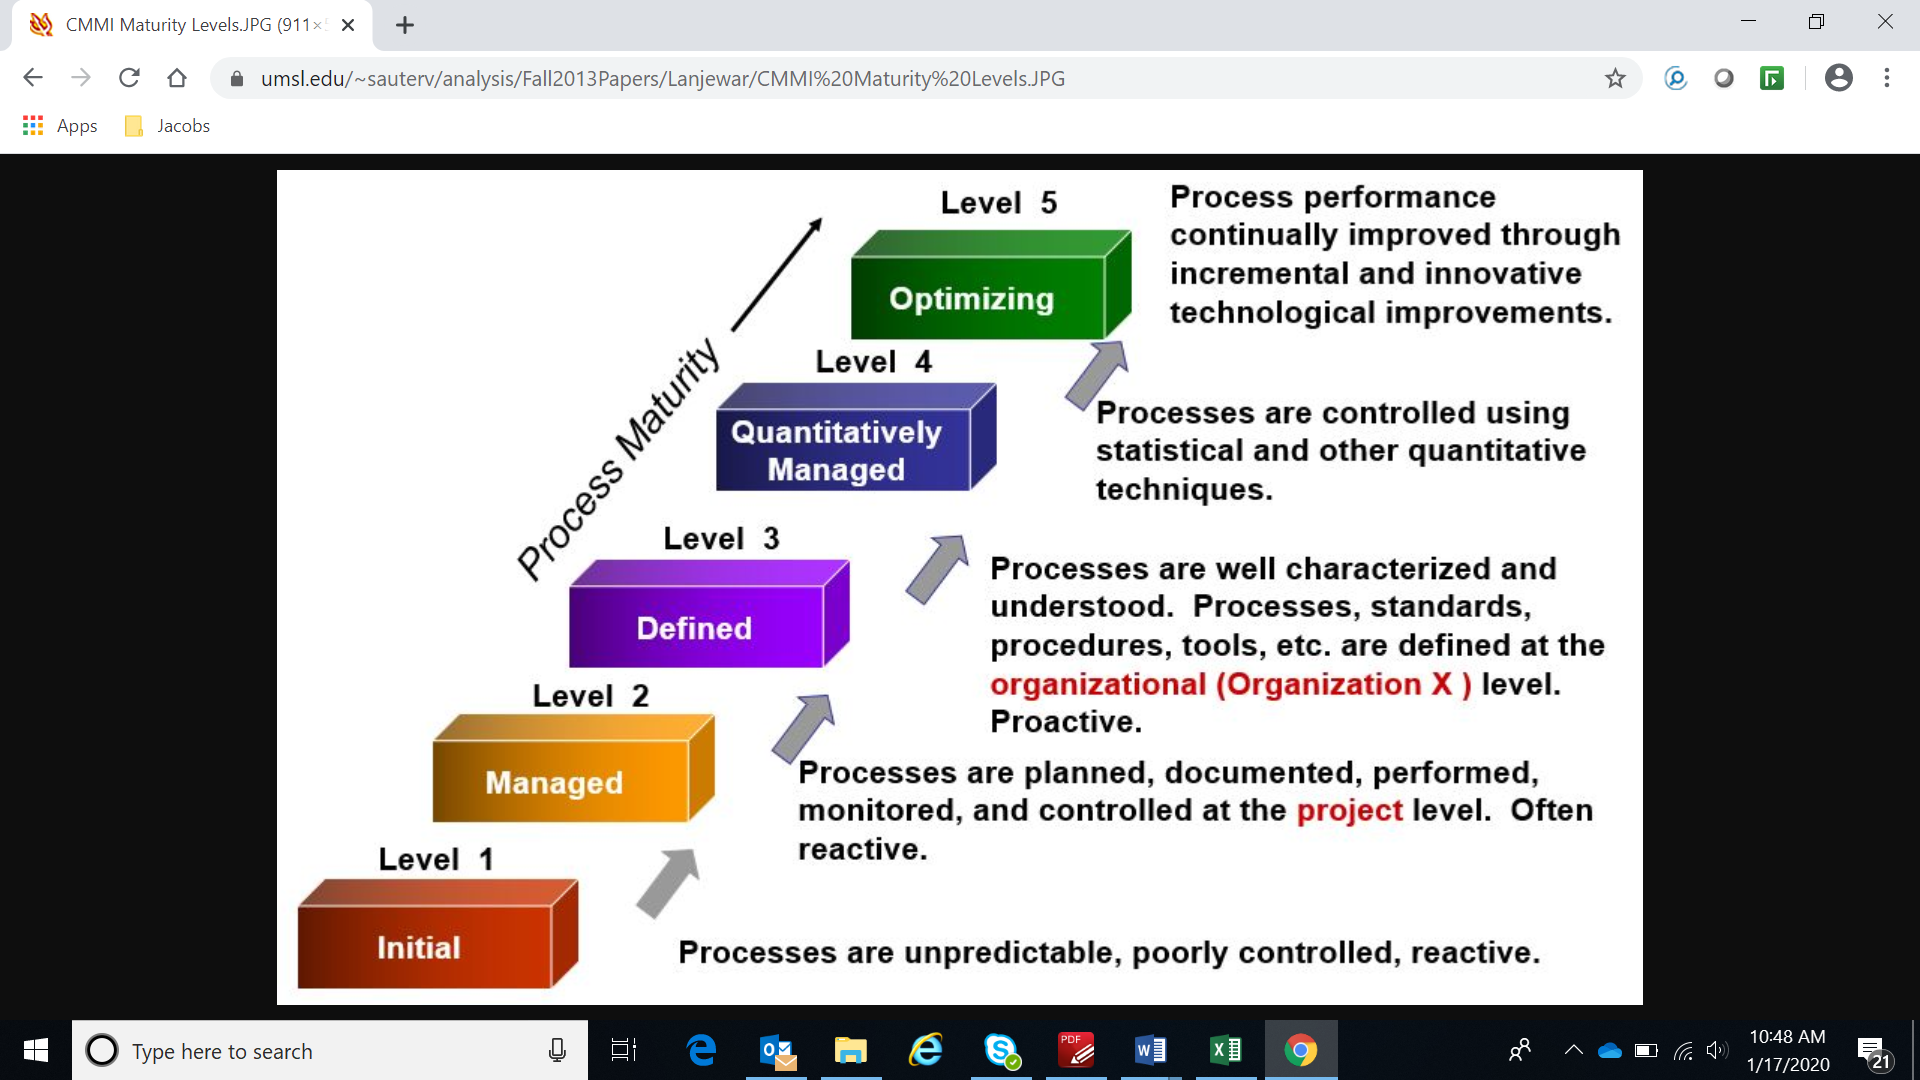 CMMI Maturity Levels.JPG (911×5
umsl.edu/~sauterv/analysis/Fall2013Papers/Lanjewar/CMMI%20Maturity%20Levels.JPG
Apps
Jacobs
Level 5
Optimizing
Process performance
continually improved through
incremental and innovative
technological improvements.
Process Maturity
Level 4
Quantitatively
Managed
Processes are controlled using
statistical and other quantitative
techniques.
Level 3
Defined
Processes are well characterized and
understood. Processes, standards,
procedures, tools, etc. are defined at the
organizational (Organization X ) level.
Proactive.
Level 2
Managed
Processes are planned, documented, performed,
monitored, and controlled at the project level. Often
reactive.
Level 1
Initial
Processes are unpredictable, poorly controlled, reactive.
Type here to search
PDF
10:48 AM
1/17/2020
21